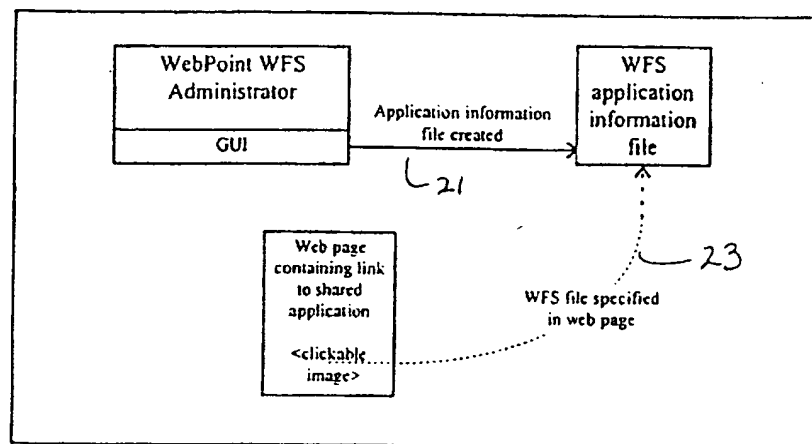 WebPoint WFS
Administrator
GUI
Application information
file created
21
WFS
application
information
file
Web page
containing link
to shared
application
<clickable
image>
23
WFS file specified
in web page